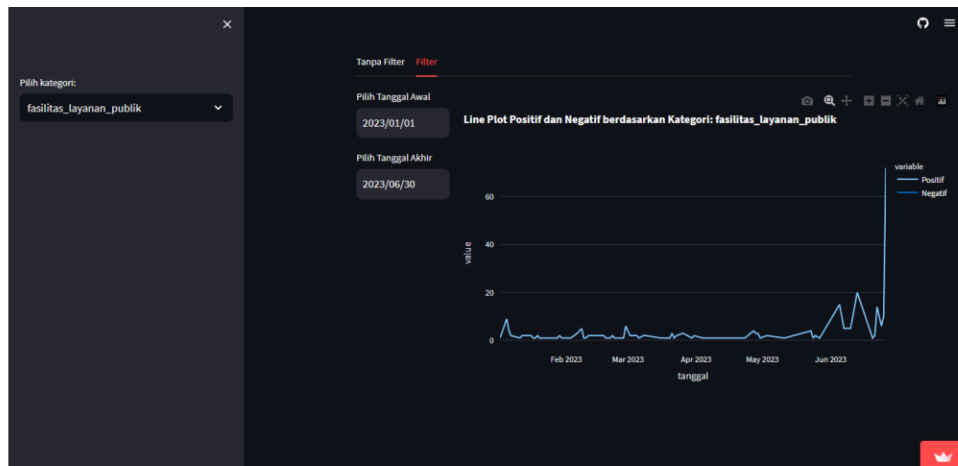 Pilih kategori:
fasilitas_layanan_publik
Tanpa Filter Filter
Pilih Tanggal Awal
2023/01/01
Pilih Tanggal Akhir
2023/06/30
Line Plot Positif dan Negatif berdasarkan Kategori: fasilitas_layanan_publik
variable
Positif
Negatif
value
60
40
20
0
Feb 2023 Mar 2023 Apr 2023 May 2023 Jun 2023
tanggal